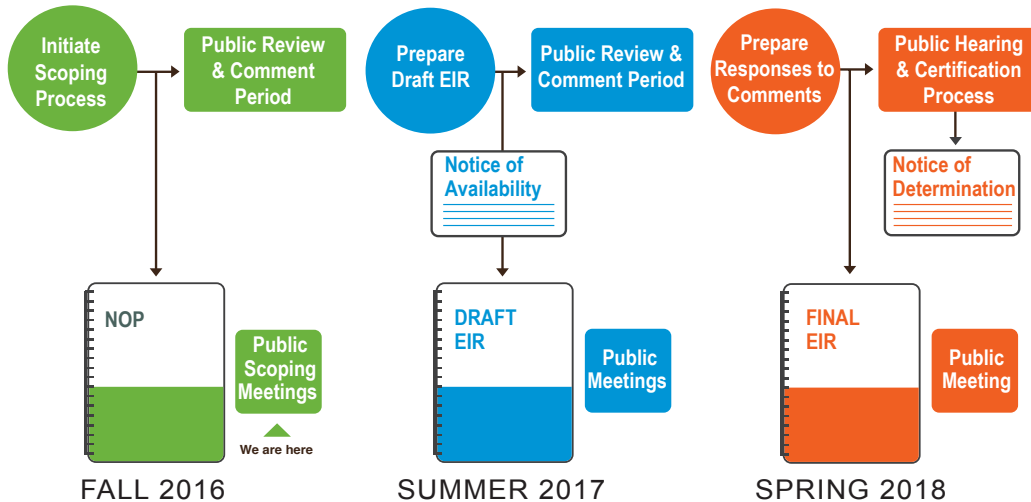 Initiate
Scoping
Process
Public Review
& Comment
Period
NOP
Public
Scoping
Meetings
We are here
FALL 2016
Prepare
Draft EIR
Public Review &
Comment Period
Notice of
Availability
DRAFT
EIR
Public
Meetings
SUMMER 2017
Prepare
Responses to
Comments
Public Hearing
& Certification
Process
Notice of
Determination
FINAL
EIR
Public
Meeting
SPRING 2018